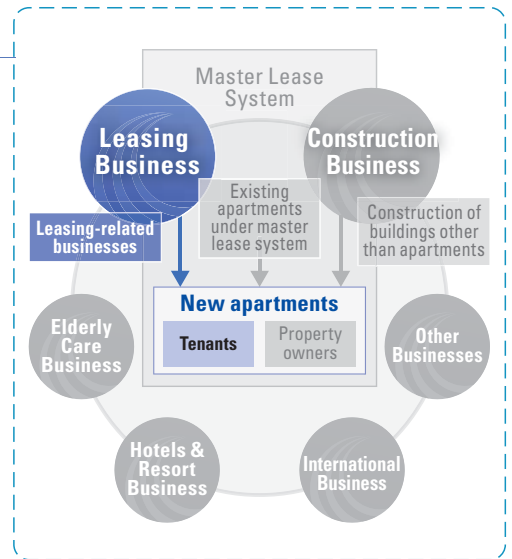 Master Lease
System
Leasing
Business
Construction
Business
Leasing-related
businesses
Existing
apartments
under master
lease system
Construction of
buildings other
than apartments
New apartments
Tenants
Property
owners
Elderly
Care
Business
Other
Businesses
Hotels &
Resort
Business
International
Business